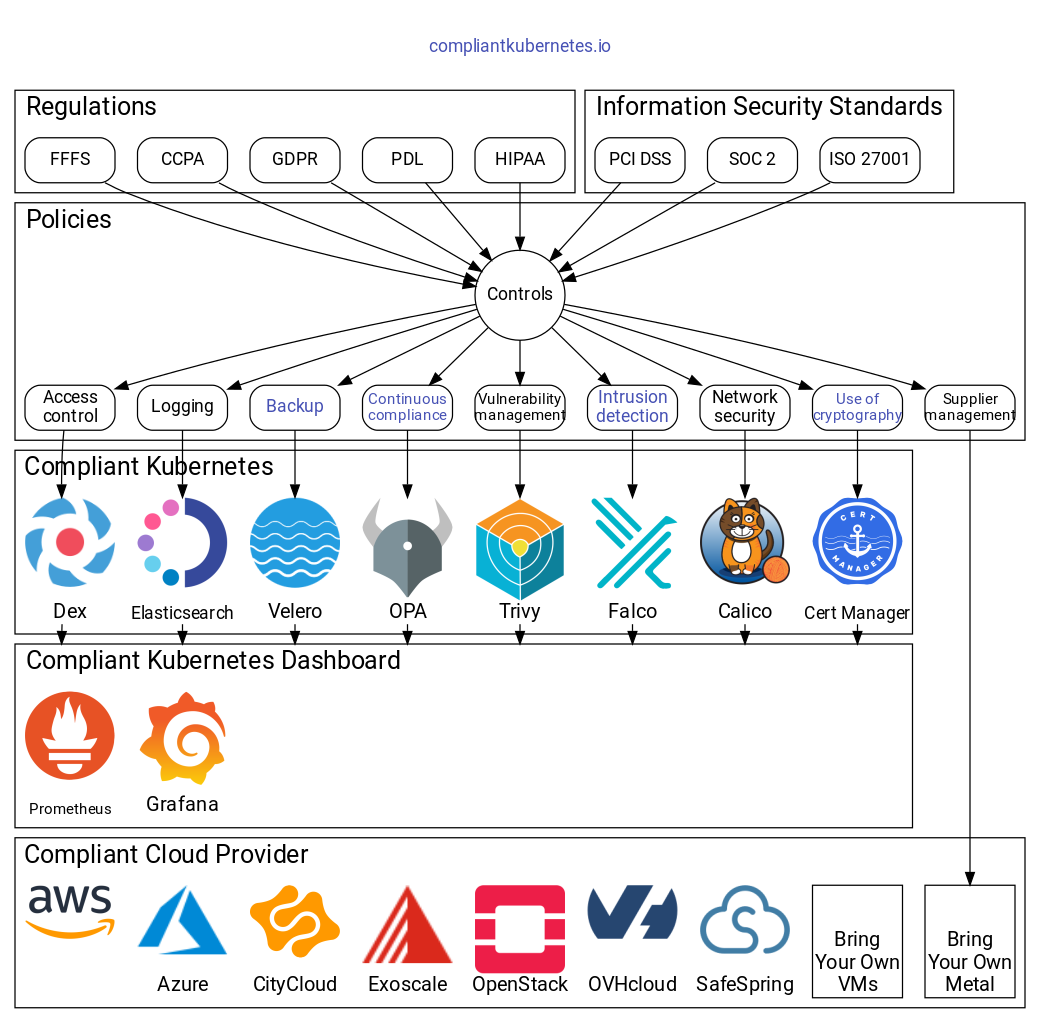 compliantkubernetes.io
Regulations
Information Security Standards
FFFS
CCPA
GDPR
PDL
HIPAA
PCI DSS
SOC 2
ISO 27001
Policies
Controls
Access
control
Logging
Backup
Continuous
compliance
Vulnerability
management
Intrusion
detection
Network
security
Use of
cryptography
Supplier
management
Compliant Kubernetes
CERT
MANAGER
Dex
Elasticsearch
Velero
OPA
Trivy
Falco
Calico
Cert Manager
Compliant Kubernetes Dashboard
Prometheus
Grafana
Compliant Cloud Provider
aws
Azure
CityCloud
Exoscale
OpenStack
OVHcloud
SafeSpring
Bring
Your Own
VMs
Bring
Your Own
Metal